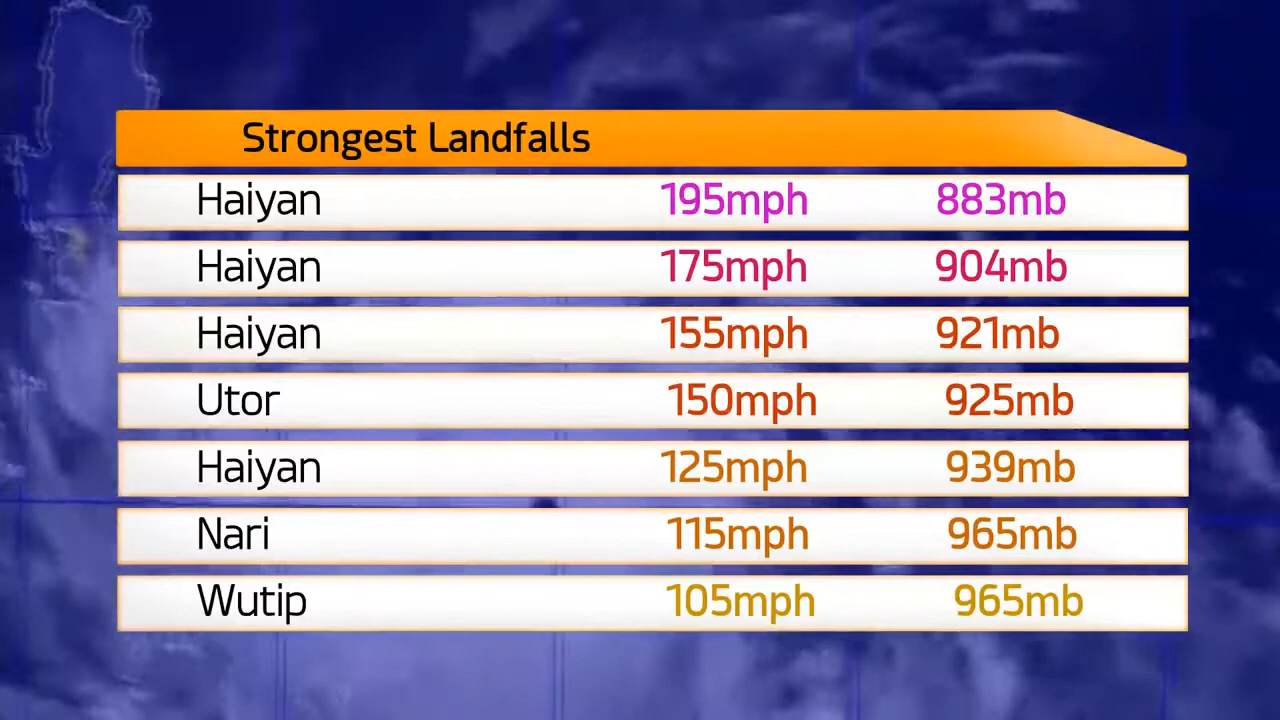 Strongest Landfalls
Haiyan 195mph 883mb
Haiyan 175mph 904mb
Haiyan 155mph 921mb
Utor 150mph 925mb
Haiyan 125mph 939mb
Nari 115mph 965mb
Wutip 105mph 965mb